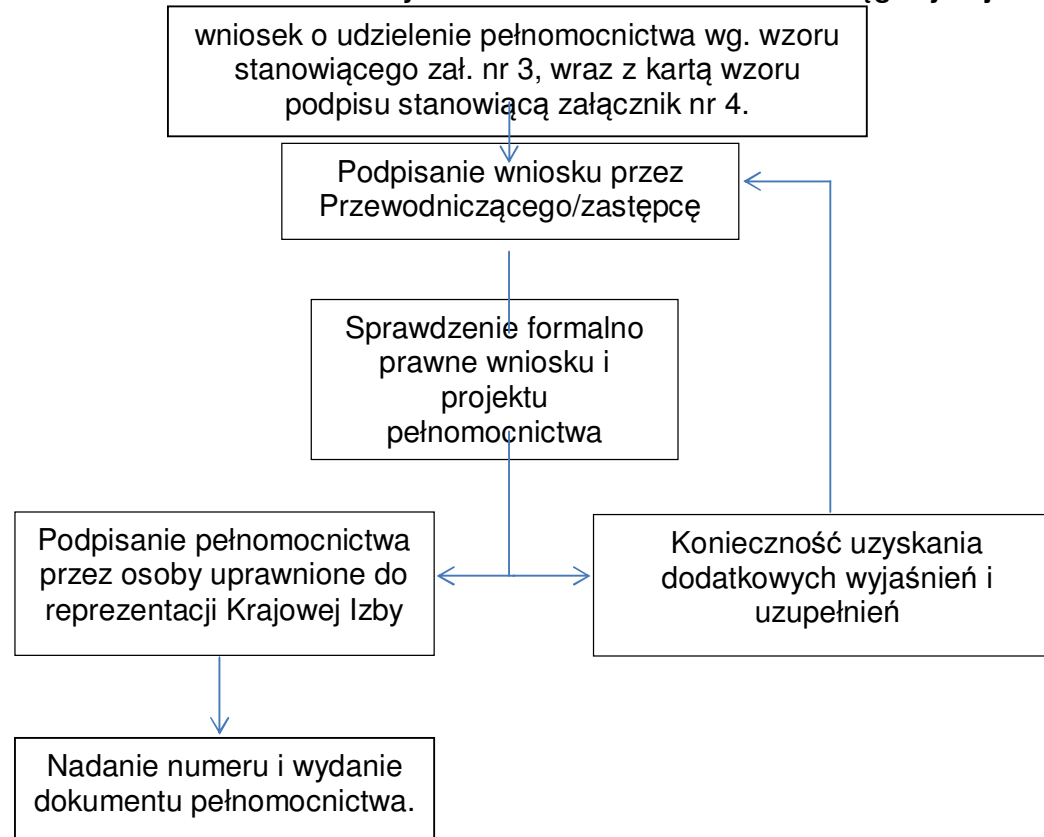 wniosek o udzielenie pełnomocnictwa wg. wzoru
stanowiącego zał. nr 3, wraz z kartą wzoru
podpisu stanowiącą załącznik nr 4.
Podpisanie wniosku przez
Przewodniczącego/zastępcę
Sprawdzenie formalno
prawne wniosku i
projektu
pełnomocnictwa
Podpisanie pełnomocnictwa
przez osoby uprawnione do
reprezentacji Krajowej Izby
Konieczność uzyskania
dodatkowych wyjaśnień i
uzupełnień
Nadanie numeru i wydanie
dokumentu pełnomocnictwa.